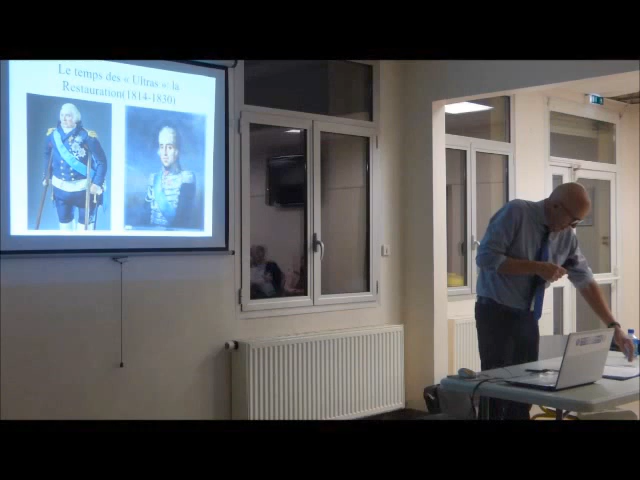 Le temps des « Ultras »: la
Restauration(1814-1830)